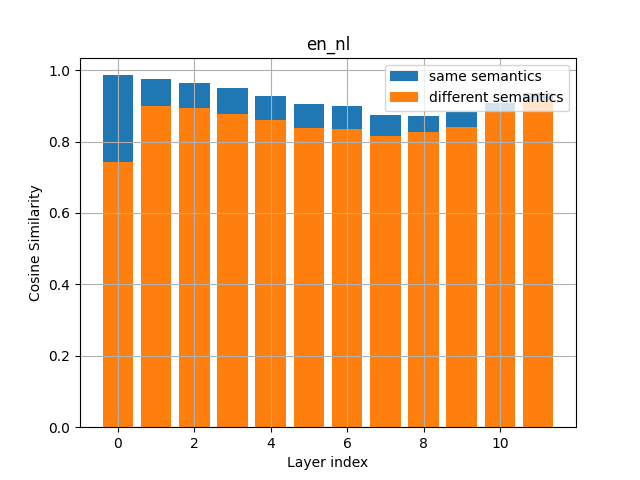 en_nl
same semantics
different semantics
Cosine Similarity
1.0
0.8
0.6
0.4
0.2
0.0
0 2 4 6 8 10
Layer index